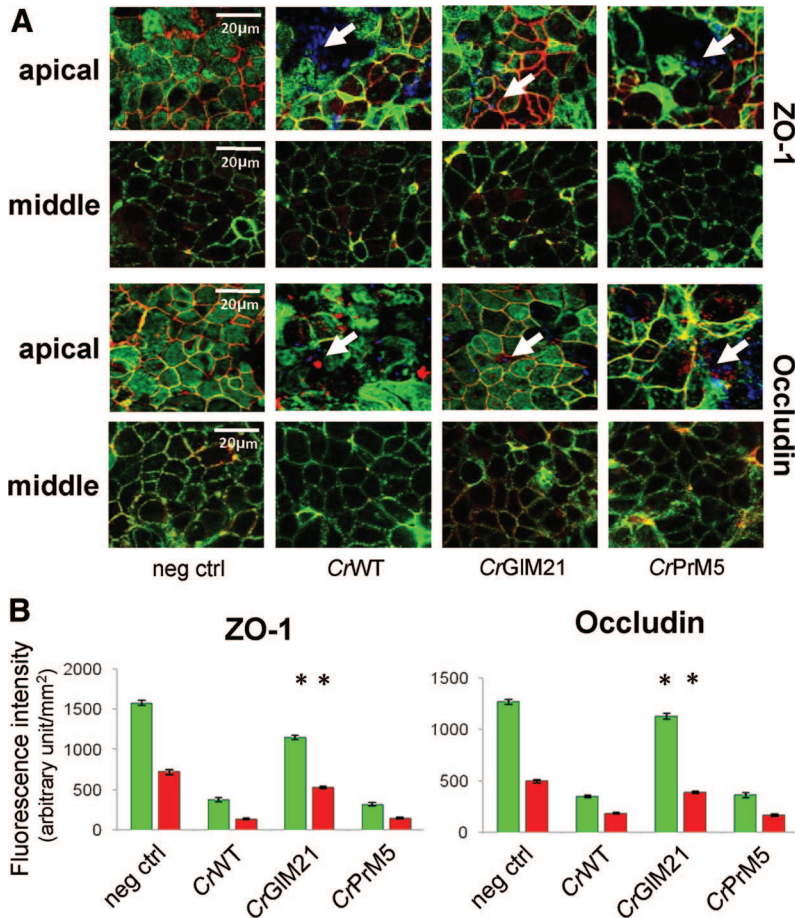 A
20μm
apical
20μm
middle
ZO-1
20μm
apical
20μm
middle
Occludin
neg ctrl
CrWT
CrGlM21
CrPrM5
B
ZO-1
Fluorescence intensity
(arbitrary unit/mm²)
2000
1500
1000
500
0
* *
neg ctrl
CrWT
CrGlM21
CrPrM5
Occludin
1500
1000
500
0
* *
neg ctrl
CrWT
CrGlM21
CrPrM5